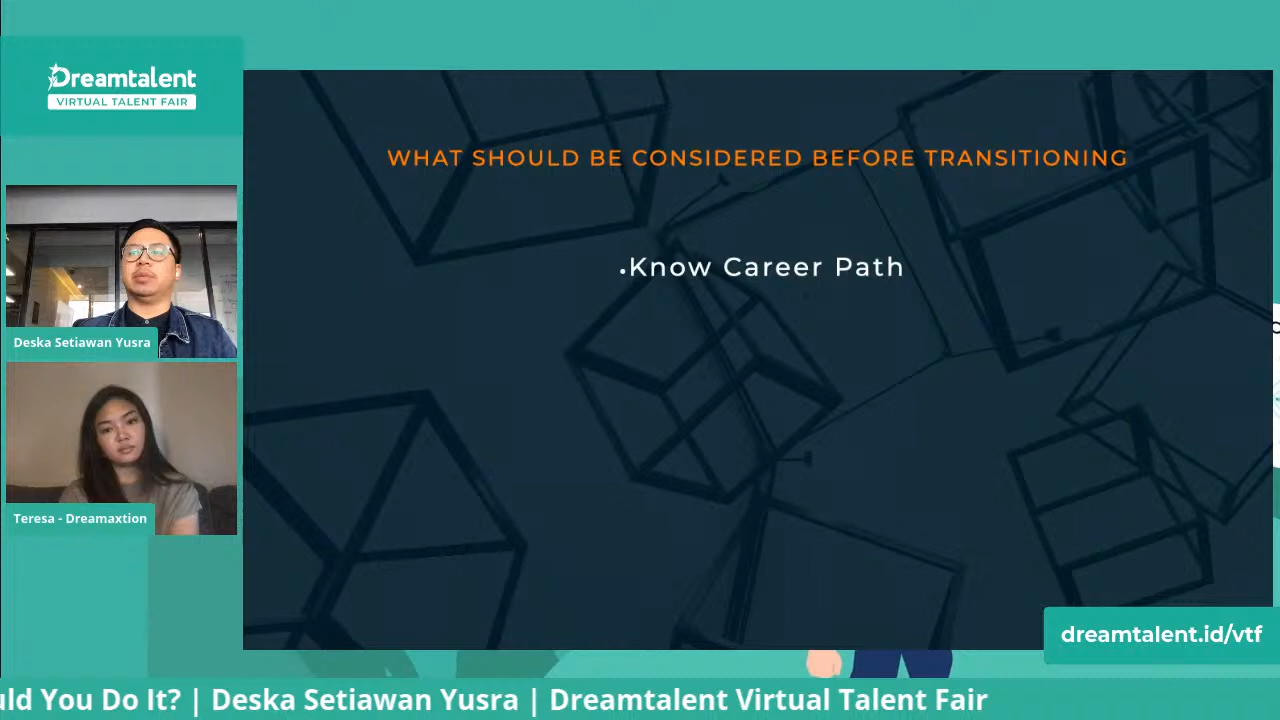 Dreamtalent
VIRTUAL TALENT FAIR
WHAT SHOULD BE CONSIDERED BEFORE TRANSITIONING
.Know Career Path
Deska Setiawan Yusra
Teresa - Dreamaxtion
dreamtalent.id/vtf
uld You Do It? | Deska Setiawan Yusra | Dreamtalent Virtual Talent Fair